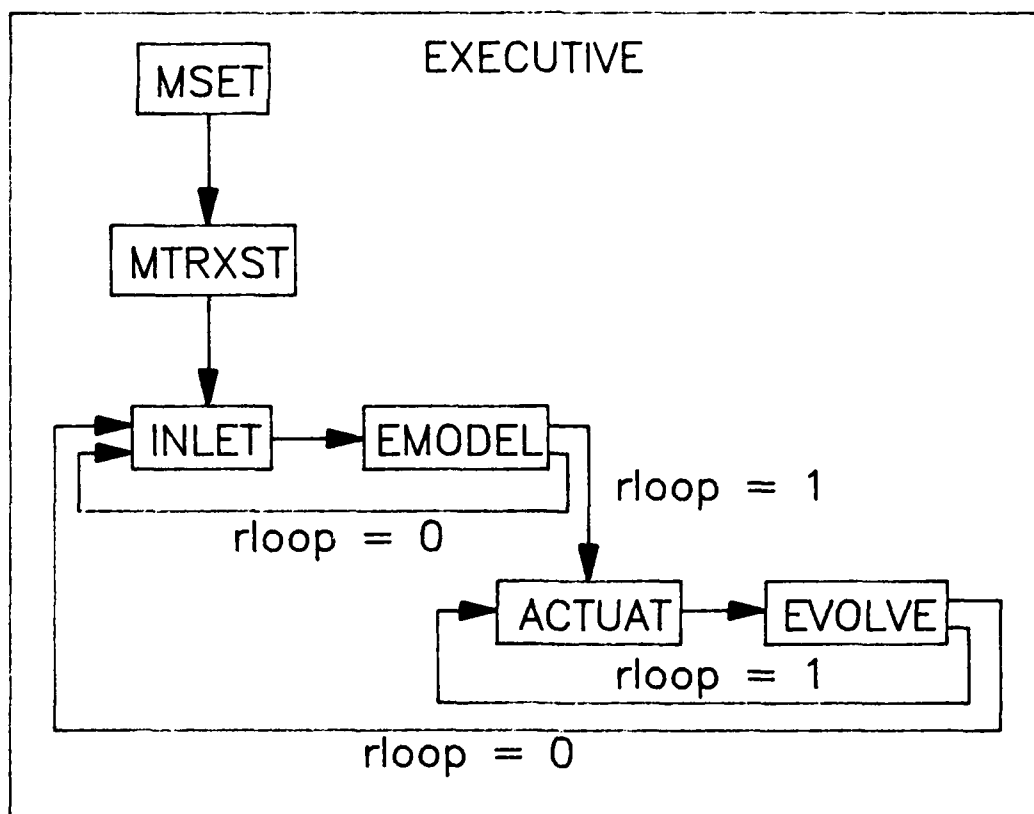 EXECUTIVE
MSET
MTRXST
INLET
EMODEL
rloop = 1
rloop = 0
ACTUAT
EVOLVE
rloop = 1
rloop = 0